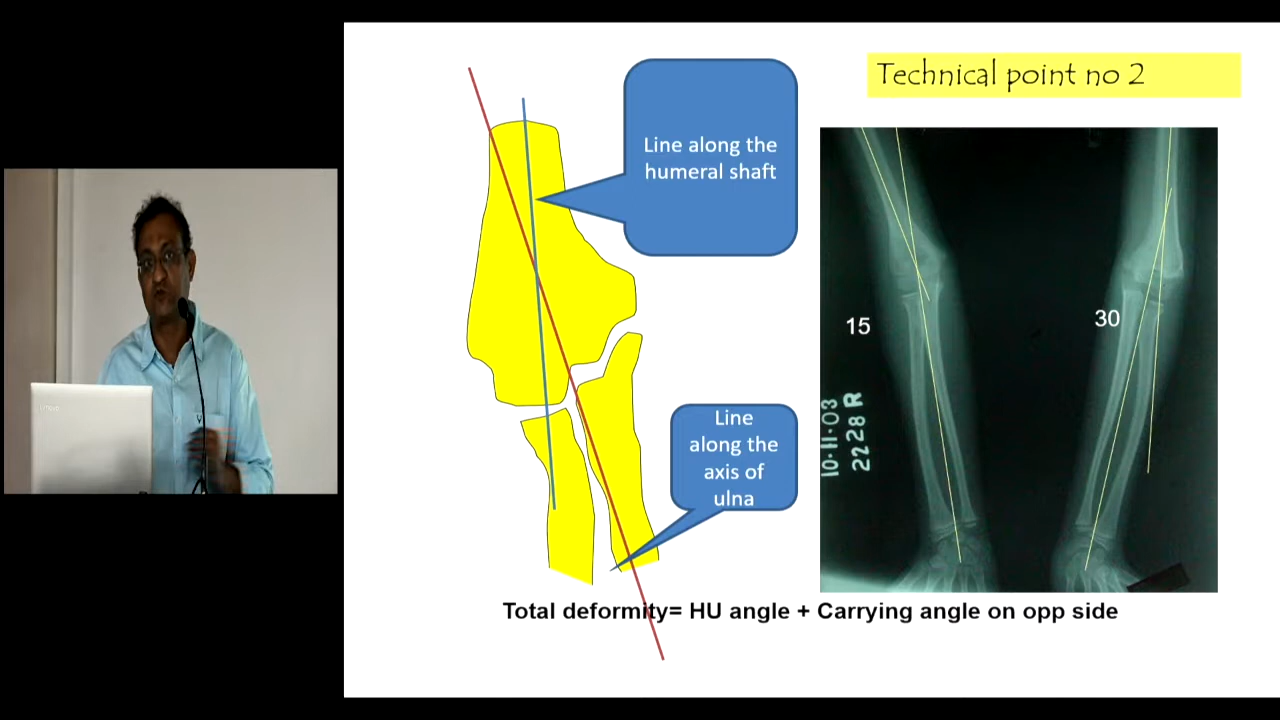 Technical point no 2
Line along the
humeral shaft
Line
along the
axis of
ulna
15
30
10·11·03
2228 R
Total deformity= HU angle + Carrying angle on opp side